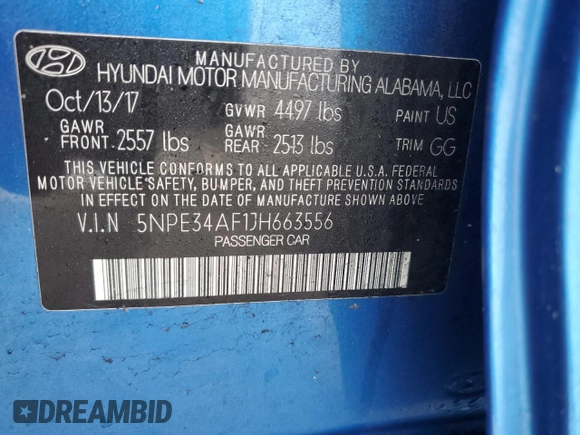 MANUFACTURED BY
HYUNDAI MOTOR MANUFACTURING ALABAMA, LLC
Oct/13/17 GVWR 4497 lbs PAINT US
GAWR FRONT 2557 lbs GAWR REAR 2513 lbs TRIM GG
THIS VEHICLE CONFORMS TO ALL APPLICABLE U.S.A. FEDERAL
MOTOR VEHICLE SAFETY, BUMPER, AND THEFT PREVENTION
STANDARDS IN EFFECT ON THE DATE OF MANUFACTURE SHOWN ABOVE.
V.I.N 5NPE34AF1JH663556
PASSENGER CAR
DREAMBID